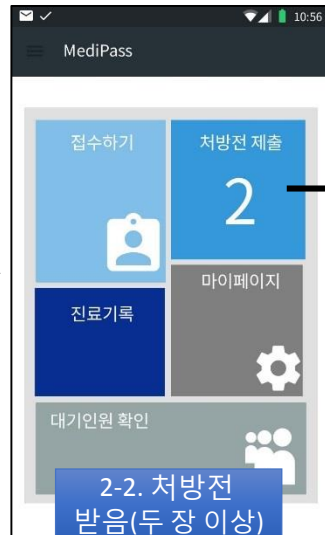 10:56
MediPass
접수하기
처방전 제출
2
마이페이지
진료기록
대기인원 확인
2-2. 처방전
받음(두 장 이상)